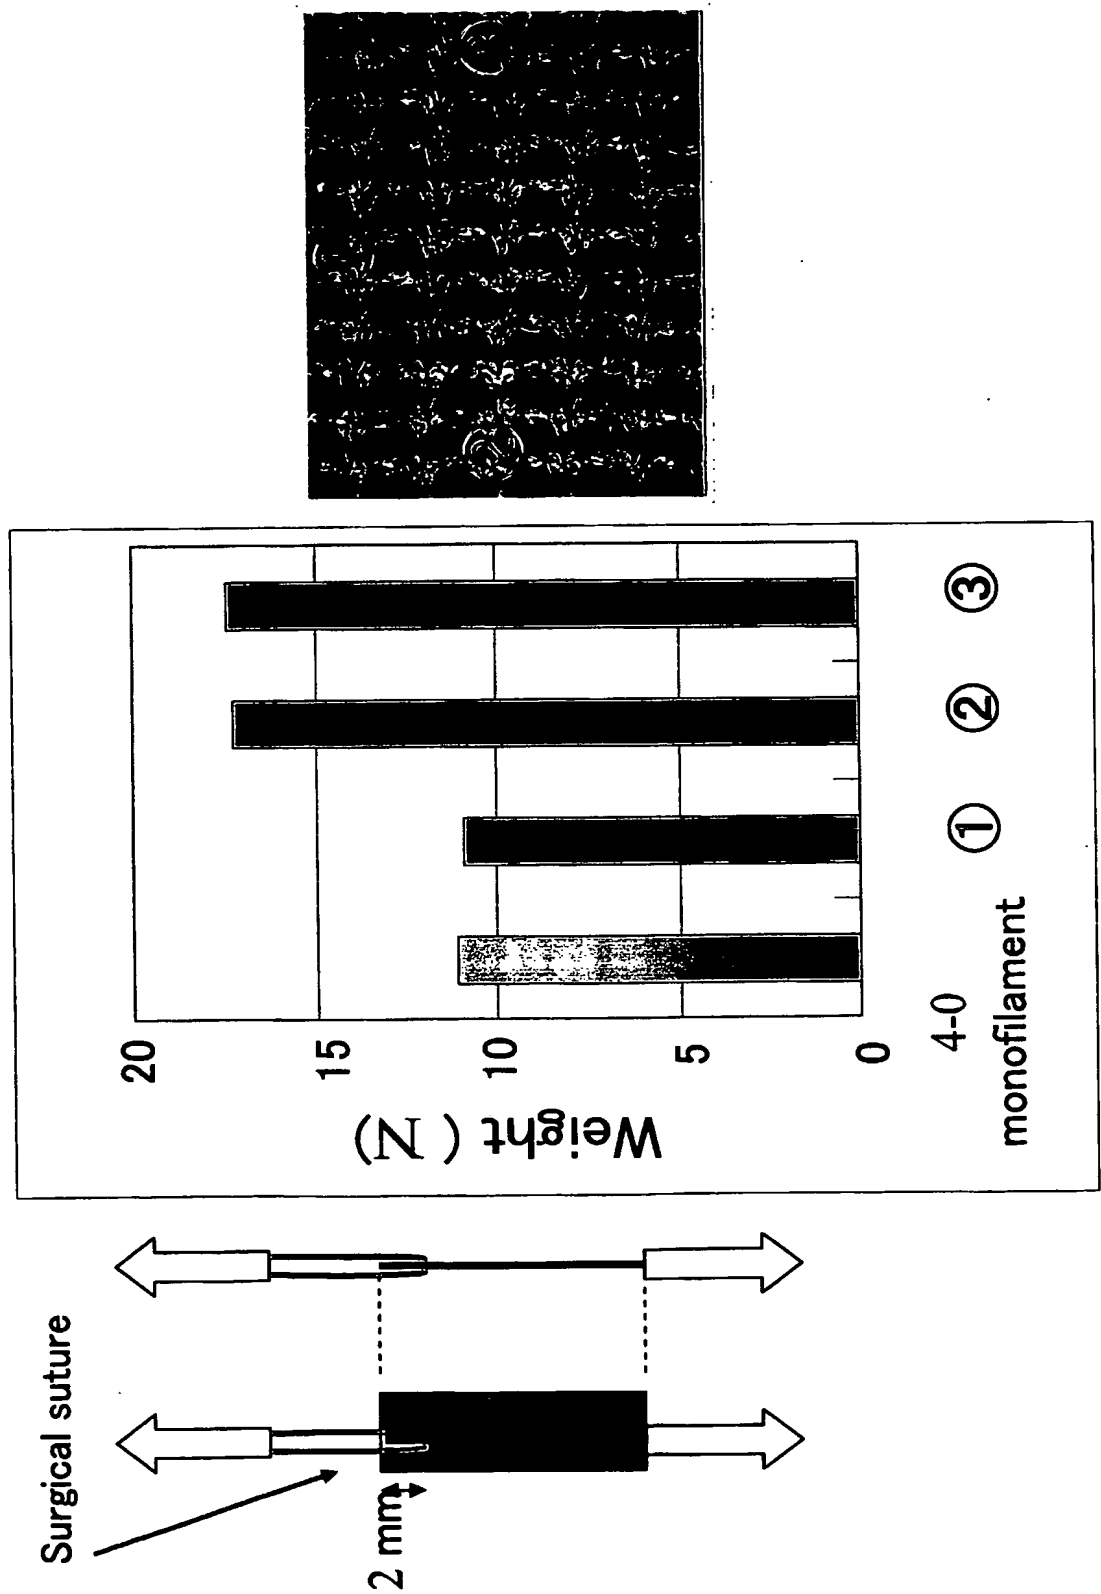 Surgical suture
2 mm
Weight ( N )
20
15
10
5
0
4-0
monofilament
①
②
③